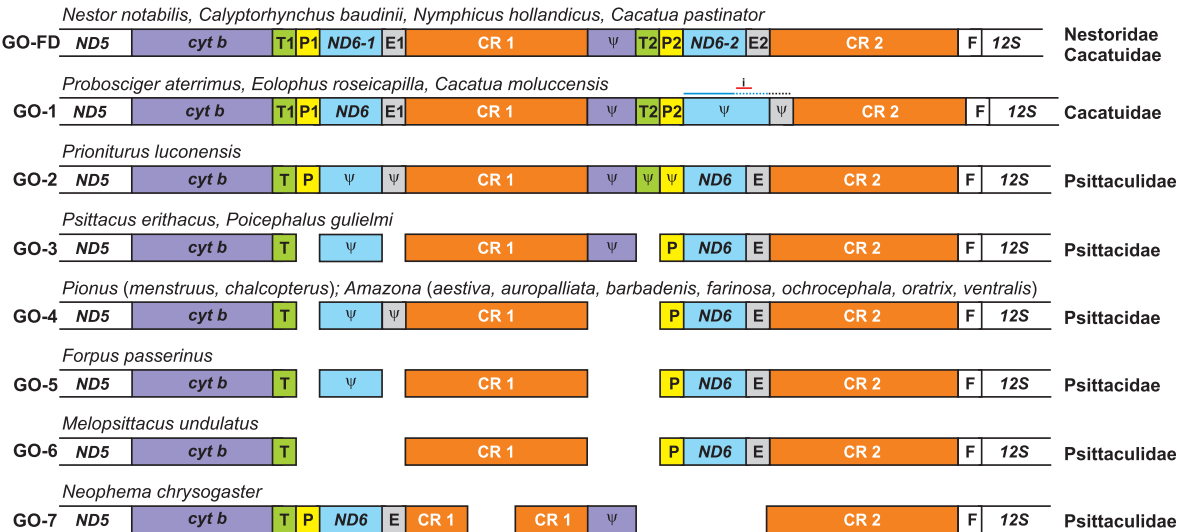 Nestor notabilis, Calyptorhynchus baudinii, Nymphicus hollandicus, Cacatua pastinator
GO-FD ND5 cyt b T1 P1 ND6-1 E1 CR 1 Ψ T2 P2 ND6-2 E2 CR 2 F 12S Nestoridae
Cacatuidae
Probosciger aterrimus, Eolophus roseicapilla, Cacatua moluccensis
i
GO-1 ND5 cyt b T1 P1 ND6 E1 CR 1 Ψ T2 P2 Ψ Ψ CR 2 F 12S Cacatuidae
Prioniturus luconensis
GO-2 ND5 cyt b T P Ψ Ψ CR 1 Ψ Ψ Ψ ND6 E CR 2 F 12S Psittaculidae
Psittacus erithacus, Poicephalus gulielmi
GO-3 ND5 cyt b T Ψ CR 1 Ψ P ND6 E CR 2 F 12S Psittacidae
Pionus (menstruus, chalcopterus); Amazona (aestiva, auropalliata, barbadenis, farinosa, ochrocephala, oratrix, ventralis)
GO-4 ND5 cyt b T Ψ Ψ CR 1 P ND6 E CR 2 F 12S Psittacidae
Forpus passerinus
GO-5 ND5 cyt b T Ψ CR 1 P ND6 E CR 2 F 12S Psittacidae
Melopsittacus undulatus
GO-6 ND5 cyt b T CR 1 P ND6 E CR 2 F 12S Psittaculidae
Neophema chrysogaster
GO-7 ND5 cyt b T P ND6 E CR 1 CR 1 Ψ CR 2 F 12S Psittaculidae